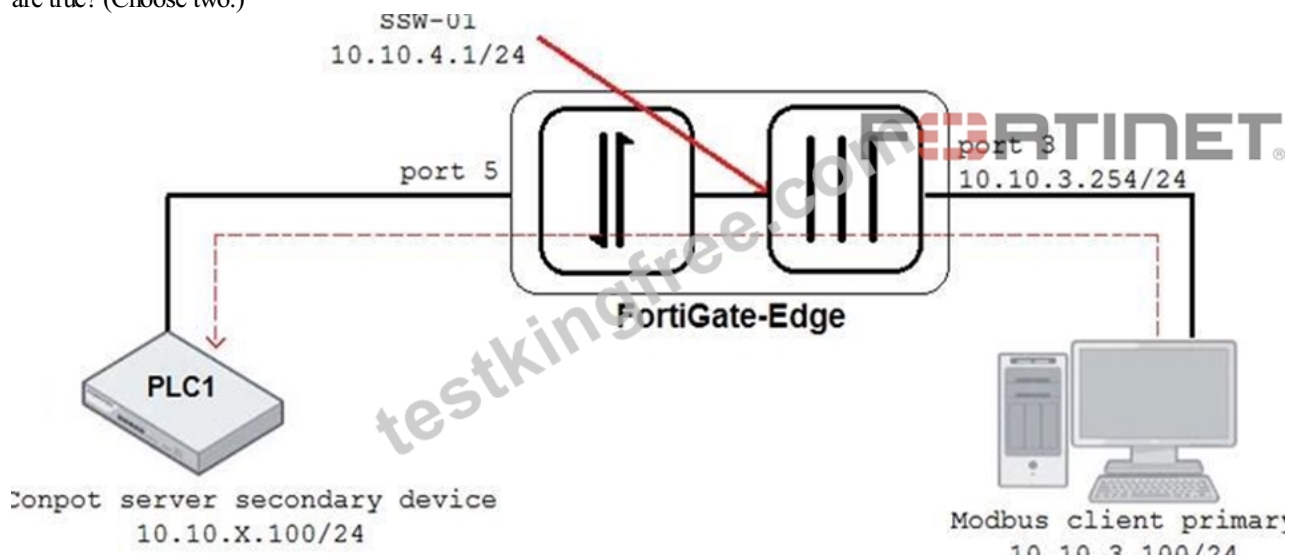 are true? (Choose two.)
SSW-01
10.10.4.1/24
FORTINET
port 5
port 3
10.10.3.254/24
testkingfree.com
FortiGate-Edge
PLC1
Conpot server secondary device
10.10.X.100/24
Modbus client primary
10.10.3.100/24